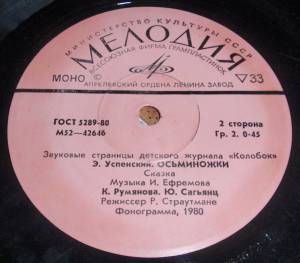 МИНИСТЕРСТВО КУЛЬТУРЫ СССР
МЕЛОДИЯ
ВСЕСОЮЗНАЯ ФИРМА ГРАМПЛАСТИНОК
МОНО
33
АПРЕЛЕВСКИЙ ОРДЕНА ЛЕНИНА ЗАВОД
ГОСТ 5289-80
М52—42646
2 сторона
Гр. 2. 0-45
Звуковые страницы детского журнала «Колобок»
Э. Успенский. ОСЬМИНОЖКИ
Сказка
Музыка И. Ефремова
К. Румянова. Ю. Сагьянц
Режиссер Р. Страутмане
Фонограмма, 1980